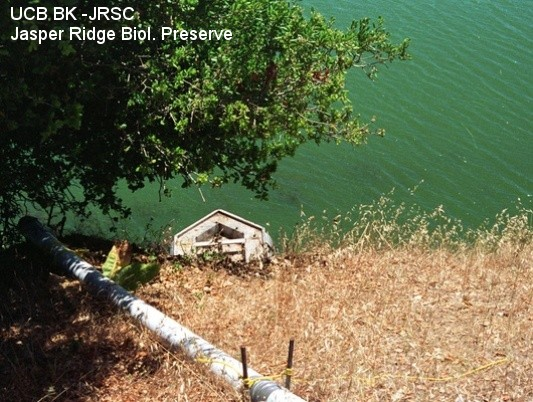 UCB.BK -JRSC
Jasper Ridge Biol. Preserve